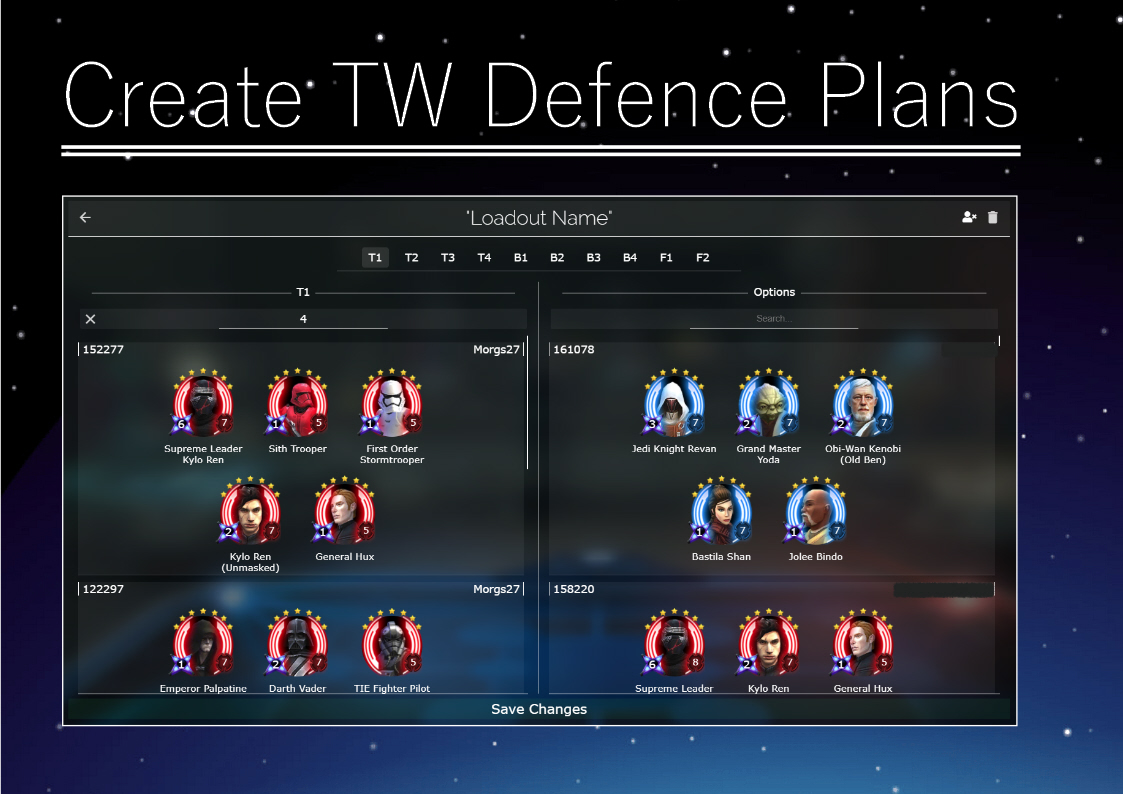 Create TW Defence Plans
"Loadout Name"
T1 T2 T3 T4 B1 B2 B3 B4 F1 F2
T1
4
152277 Morgs27
6 7 1 5 1 5
Supreme Leader Kylo Ren
Sith Trooper
First Order Stormtrooper
2 7 1 5
Kylo Ren (Unmasked)
General Hux
122297 Morgs27
1 7 2 7 5
Emperor Palpatine
Darth Vader
TIE Fighter Pilot
Options
Search...
161078
3 7 2 7 2 7
Jedi Knight Revan
Grand Master Yoda
Obi-Wan Kenobi (Old Ben)
1 7 1 7
Bastila Shan
Jolee Bindo
158220
6 8 2 7 1 5
Supreme Leader
Kylo Ren
General Hux
Save Changes